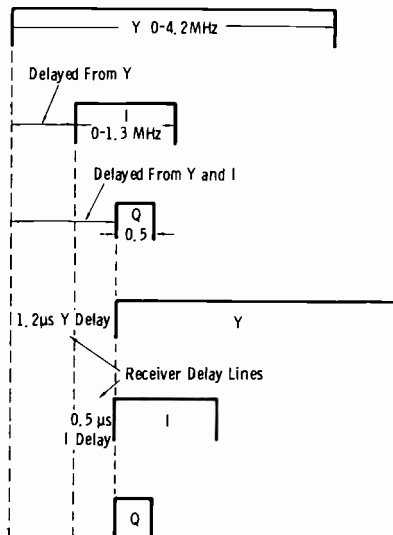 Y 0-4.2MHz
Delayed From Y
I
0-1.3 MHz
Delayed From Y and I
Q
0.5
1.2µs Y Delay
Y
Receiver Delay Lines
0.5 µs
I Delay
I
Q